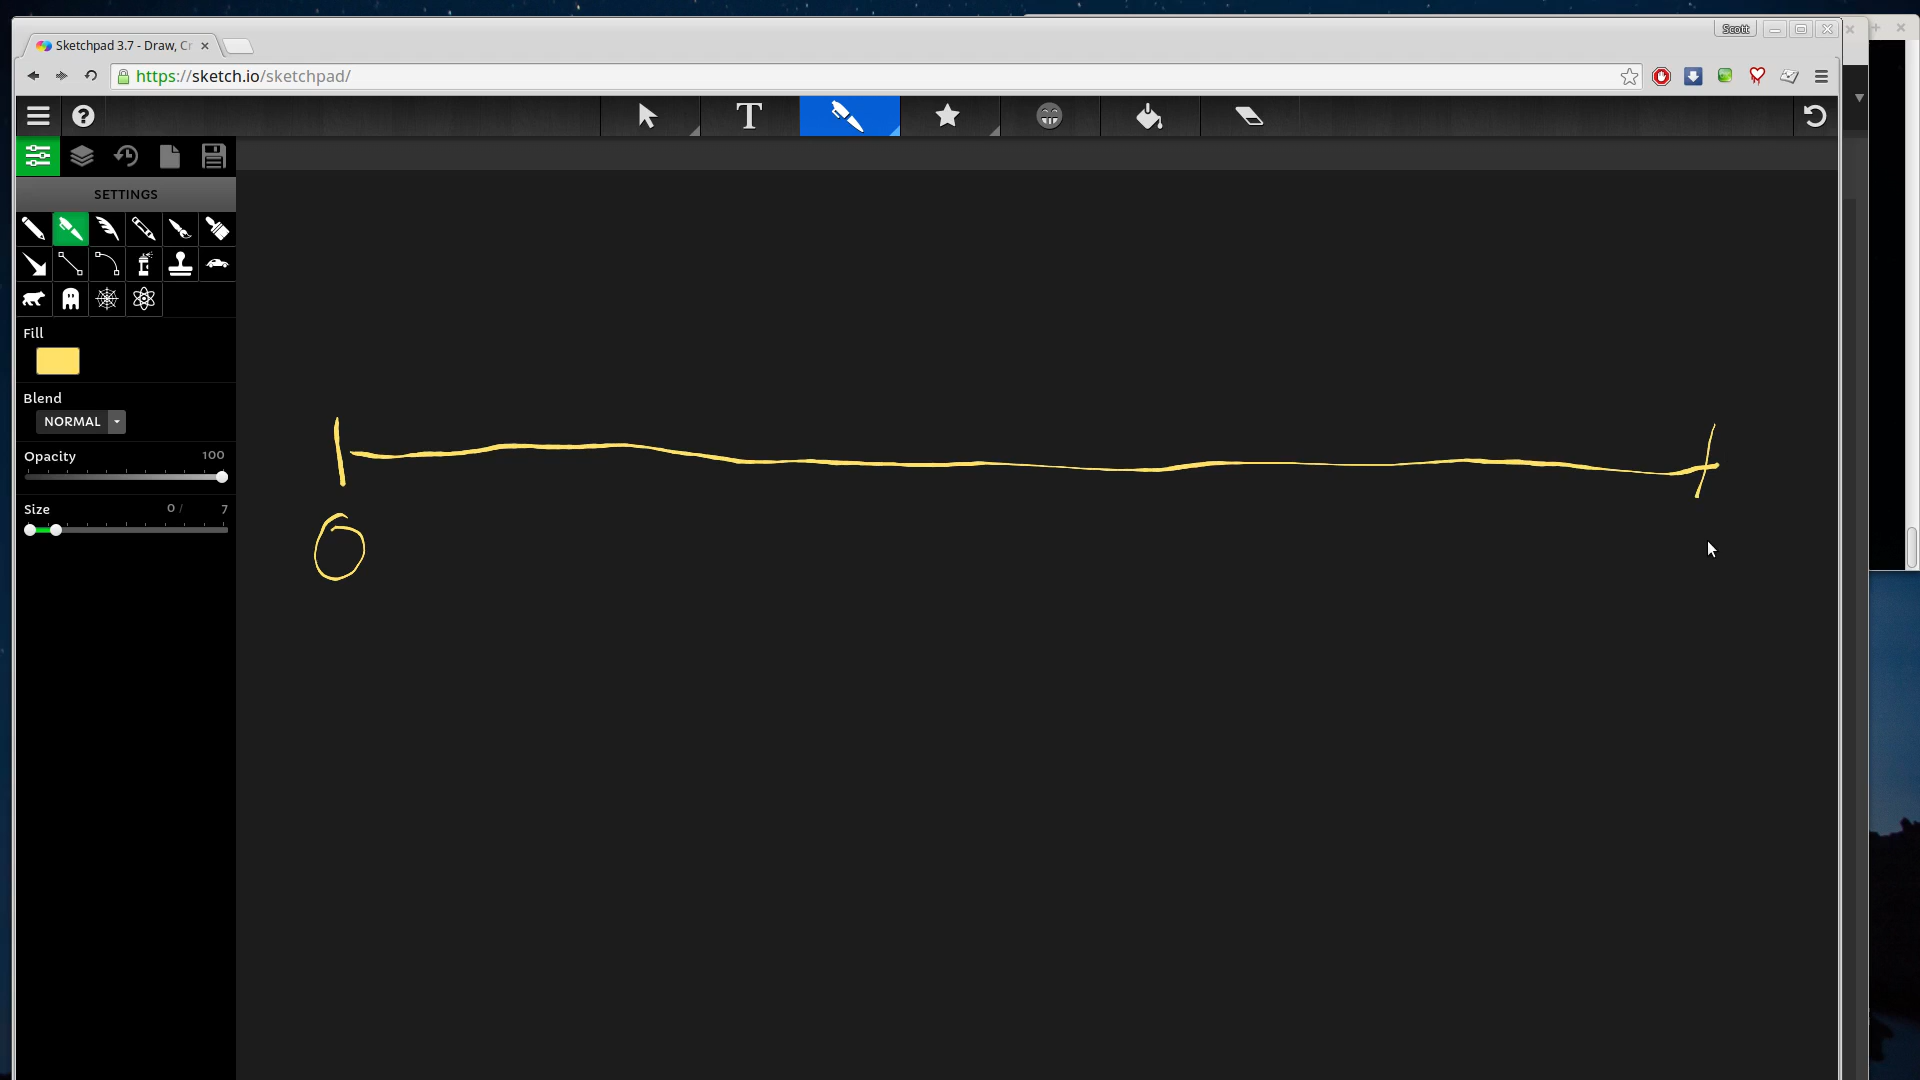 Scott
Sketchpad 3.7 - Draw, Cr
https://sketch.io/sketchpad/
T
SETTINGS
Fill
Blend
NORMAL
Opacity 100
Size 0 / 7
0